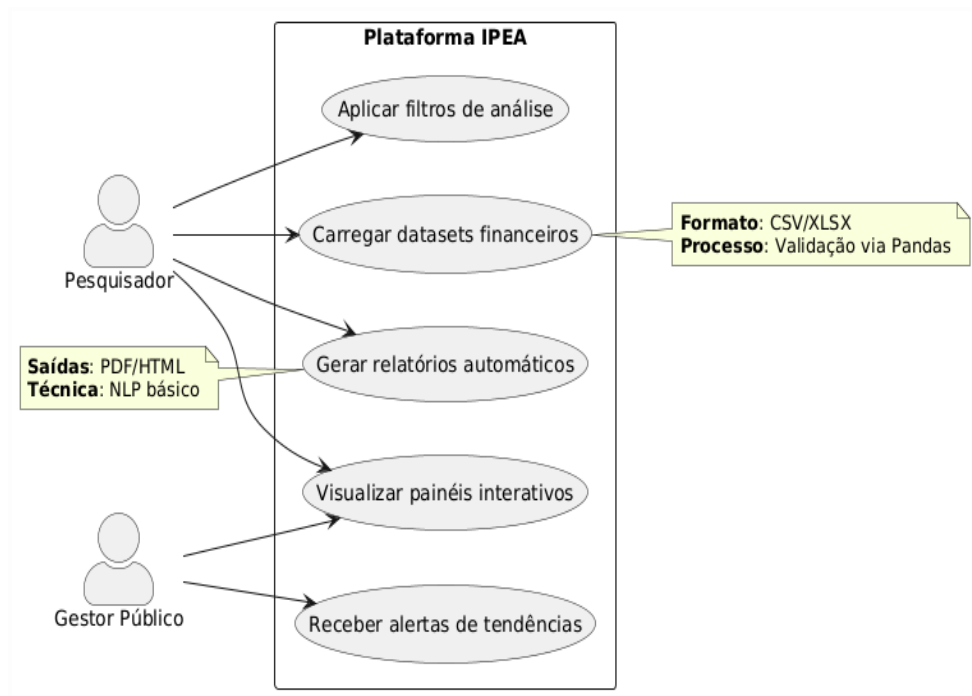 Plataforma IPEA
Aplicar filtros de análise
Carregar datasets financeiros
Formato: CSV/XLSX
Processo: Validação via Pandas
Pesquisador
Gerar relatórios automáticos
Saídas: PDF/HTML
Técnica: NLP básico
Visualizar painéis interativos
Gestor Público
Receber alertas de tendências